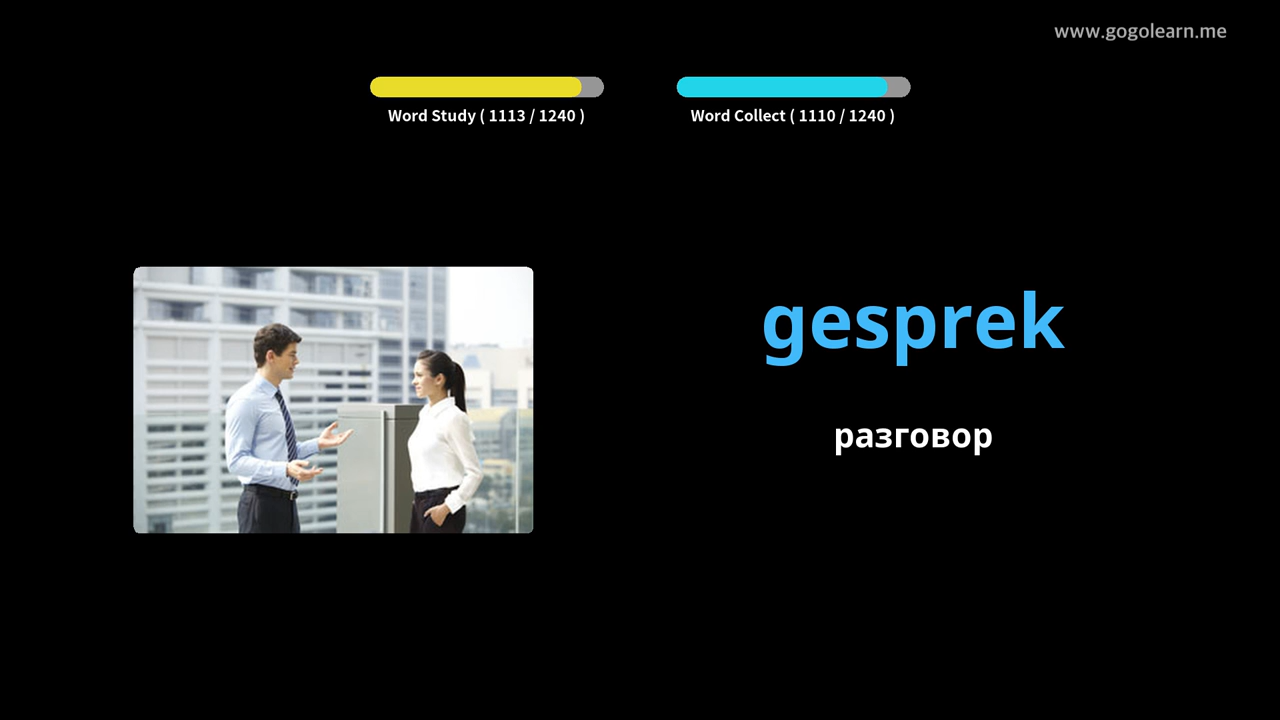 www.gogolearn.me
Word Study ( 1113 / 1240 )
Word Collect ( 1110 / 1240 )
gesprek
разговор